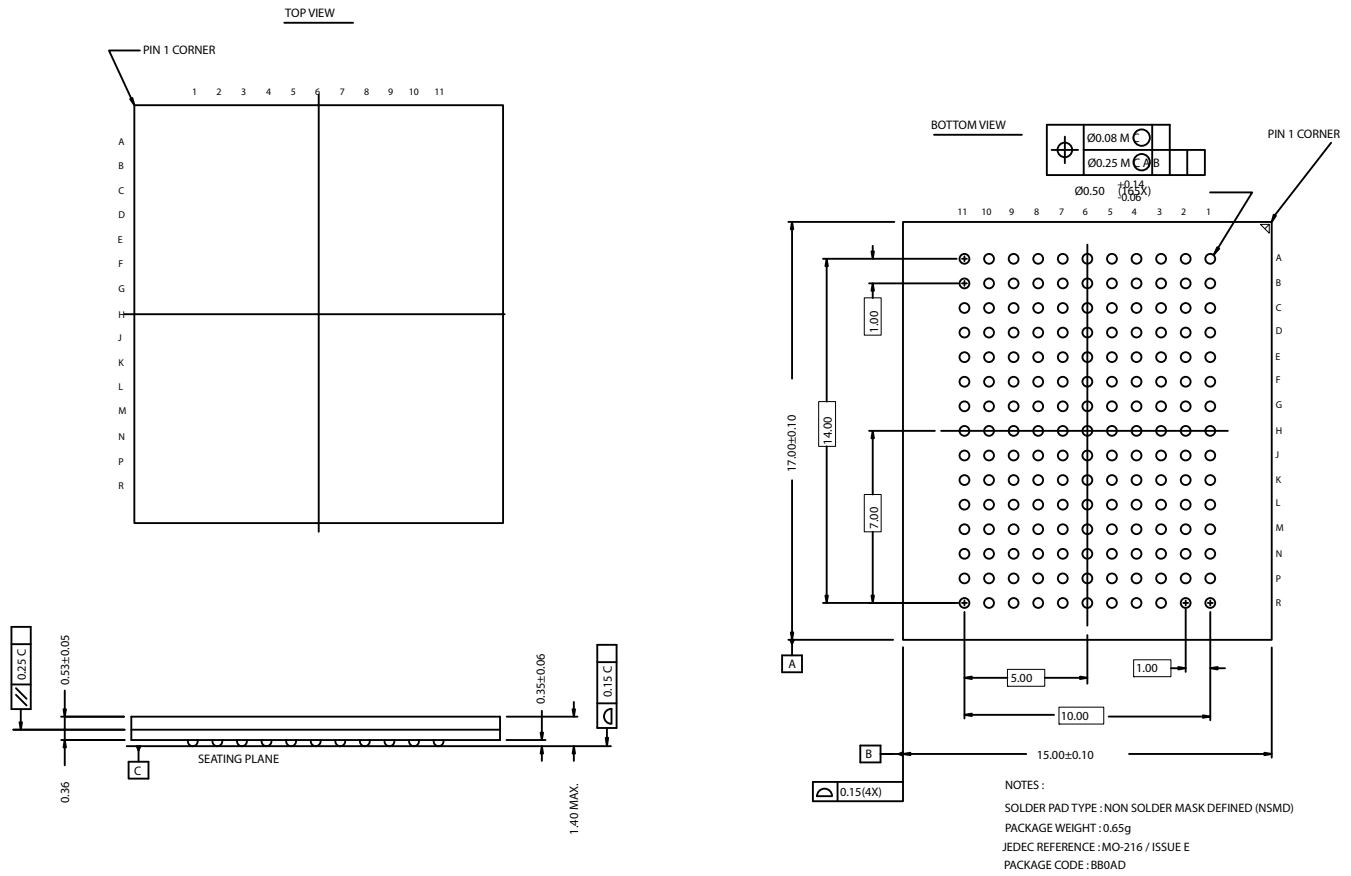 TOP VIEW
PIN 1 CORNER
1 2 3 4 5 6 7 8 9 10 11
A
B
C
D
E
F
G
H
J
K
L
M
N
P
R
BOTTOM VIEW
Ø0.08 M C
Ø0.25 M C A B
PIN 1 CORNER
Ø0.50 (165X)
+0.14
-0.06
11 10 9 8 7 6 5 4 3 2 1
A
B
C
D
E
F
G
H
J
K
L
M
N
P
R
1.00
14.00
17.00±0.10
7.00
A
1.00
5.00
10.00
B
15.00±0.10
0.15(4X)
0.25 C
0.53±0.05
0.36
C
SEATING PLANE
0.35±0.06
0.15 C
1.40 MAX.
NOTES :
SOLDER PAD TYPE : NON SOLDER MASK DEFINED (NSMD)
PACKAGE WEIGHT : 0.65g
JEDEC REFERENCE : MO-216 / ISSUE E
PACKAGE CODE : BB0AD